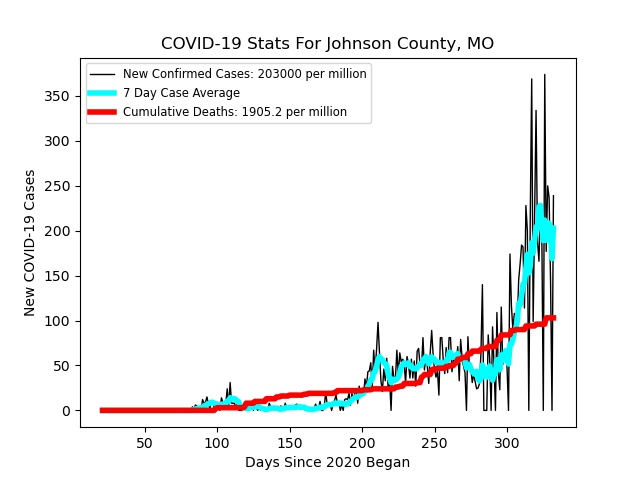 COVID-19 Stats For Johnson County, MO
New Confirmed Cases: 203000 per million
7 Day Case Average
Cumulative Deaths: 1905.2 per million
New COVID-19 Cases
350
300
250
200
150
100
50
0
50 100 150 200 250 300
Days Since 2020 Began